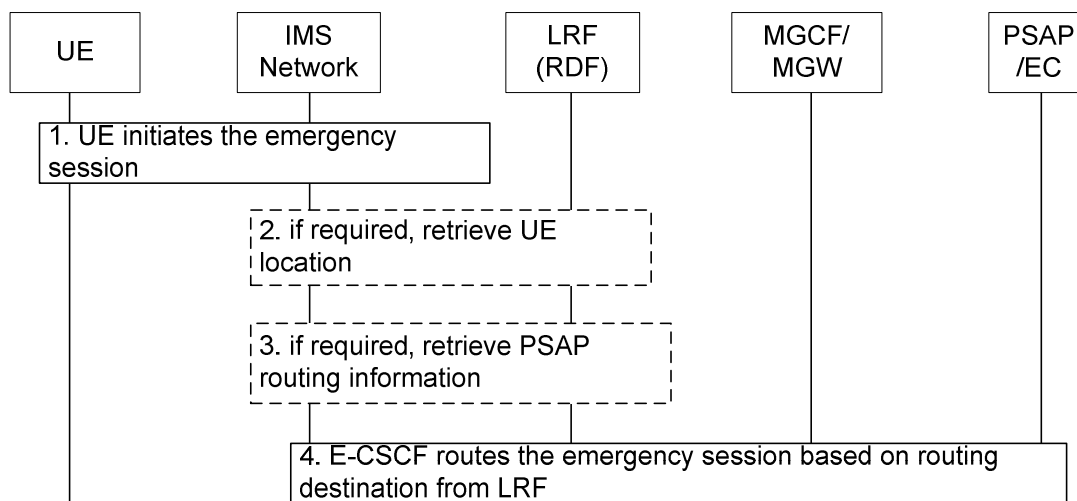 UE
IMS
Network
LRF
(RDF)
MGCF/
MGW
PSAP
/EC
1. UE initiates the emergency
session
2. if required, retrieve UE
location
3. if required, retrieve PSAP
routing information
4. E-CSCF routes the emergency session based on routing
destination from LRF